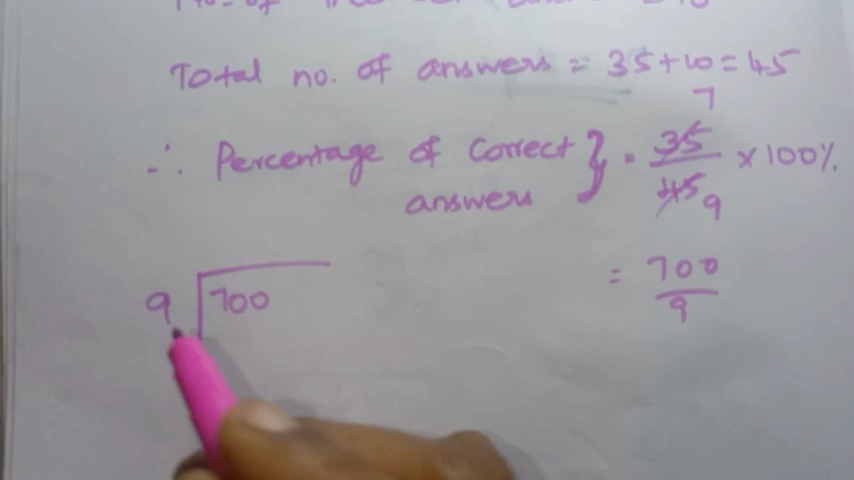 Total no. of answers = 35+10=45
7
∴ Percentage of correct } = 35/45 × 100%
answers
9
= 700/9
9 700